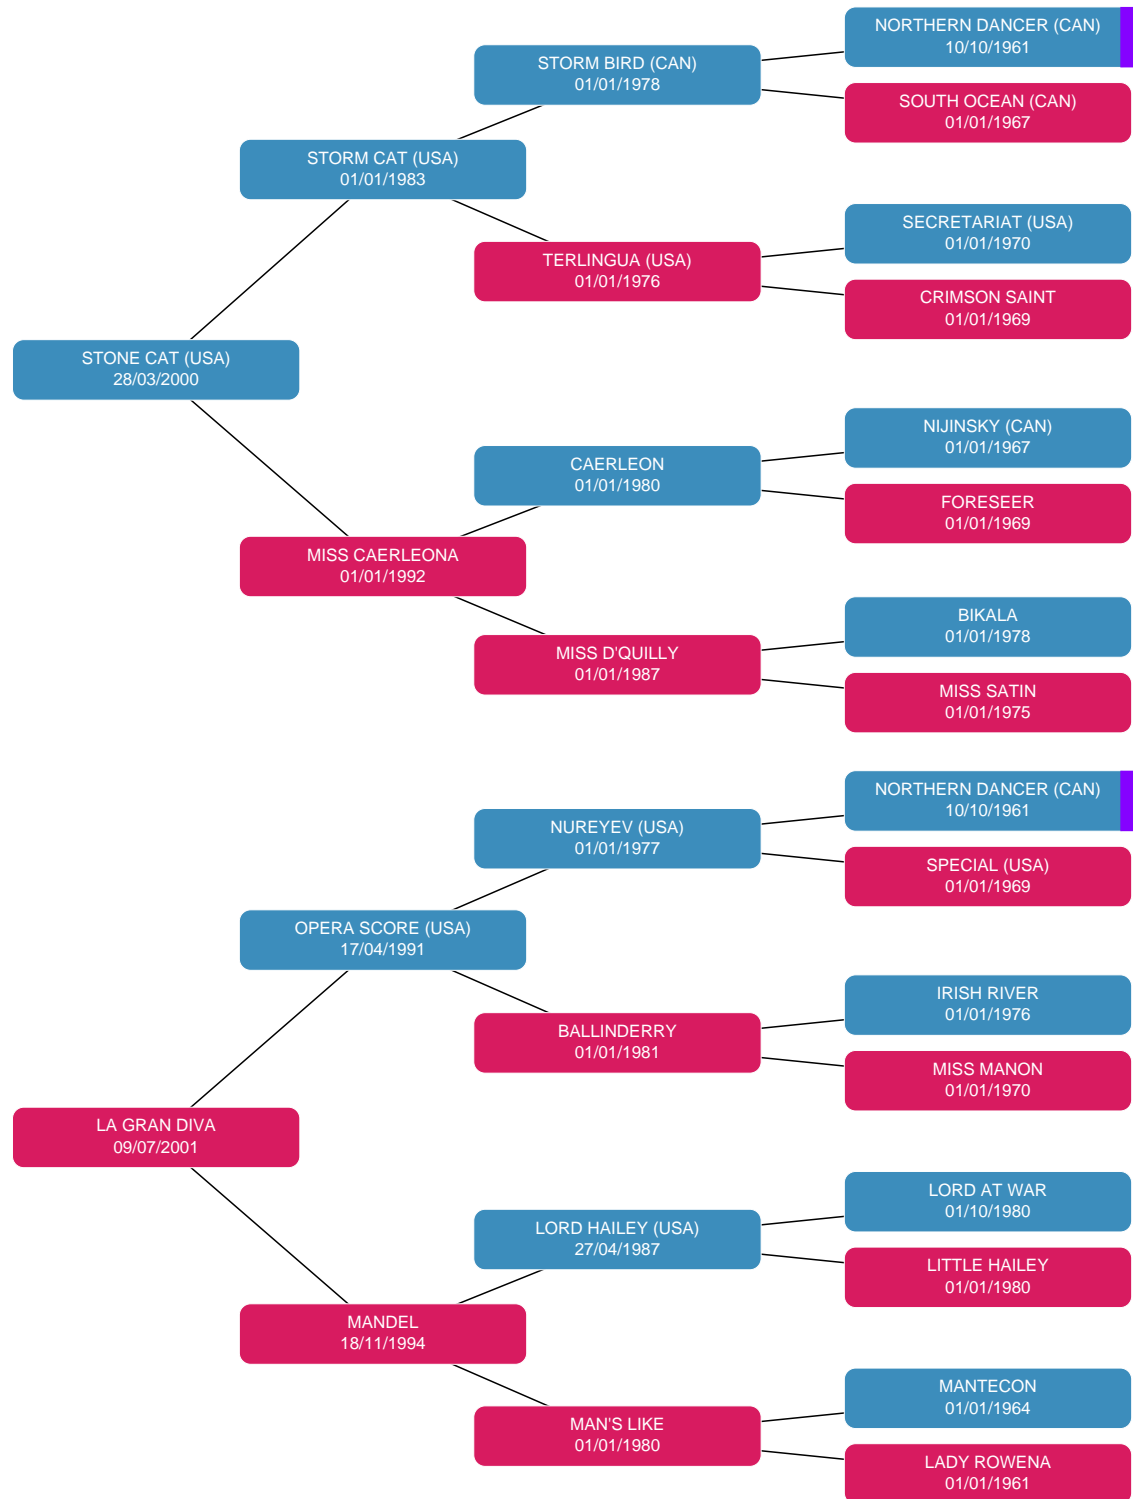 NORTHERN DANCER (CAN)
10/10/1961
STORM BIRD (CAN)
01/01/1978
SOUTH OCEAN (CAN)
01/01/1967
STORM CAT (USA)
01/01/1983
SECRETARIAT (USA)
01/01/1970
TERLINGUA (USA)
01/01/1976
CRIMSON SAINT
01/01/1969
STONE CAT (USA)
28/03/2000
NIJINSKY (CAN)
01/01/1967
CAERLEON
01/01/1980
FORESEER
01/01/1969
MISS CAERLEONA
01/01/1992
BIKALA
01/01/1978
MISS D'QUILLY
01/01/1987
MISS SATIN
01/01/1975
NORTHERN DANCER (CAN)
10/10/1961
NUREYEV (USA)
01/01/1977
SPECIAL (USA)
01/01/1969
OPERA SCORE (USA)
17/04/1991
IRISH RIVER
01/01/1976
BALLINDERRY
01/01/1981
MISS MANON
01/01/1970
LA GRAN DIVA
09/07/2001
LORD AT WAR
01/10/1980
LORD HAILEY (USA)
27/04/1987
LITTLE HAILEY
01/01/1980
MANDEL
18/11/1994
MANTECON
01/01/1964
MAN'S LIKE
01/01/1980
LADY ROWENA
01/01/1961